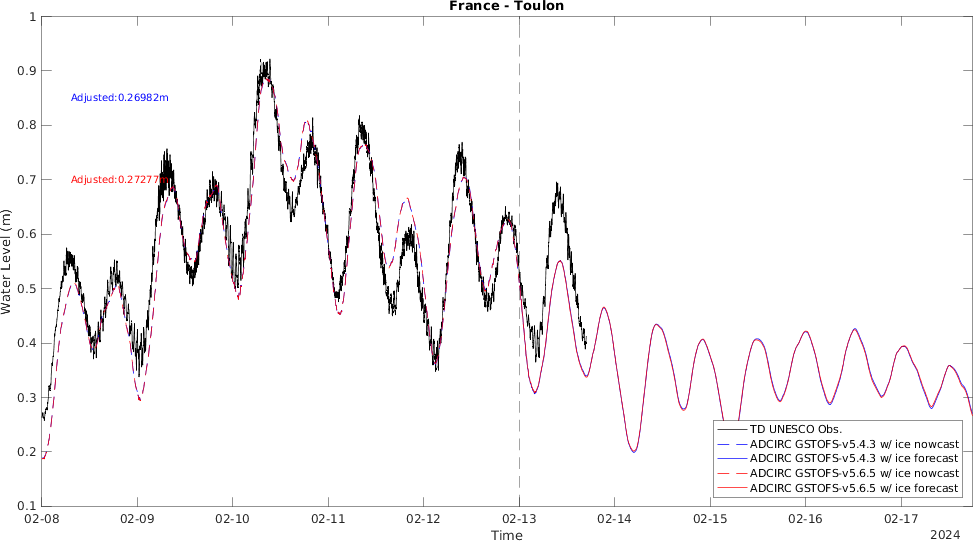 France - Toulon
1
0.9
0.8
0.7
0.6
0.5
0.4
0.3
0.2
0.1
Water Level (m)
Adjusted:0.26982m
Adjusted:0.27277m
TD UNESCO Obs.
ADCIRC GSTOFS-v5.4.3 w/ ice nowcast
ADCIRC GSTOFS-v5.4.3 w/ ice forecast
ADCIRC GSTOFS-v5.6.5 w/ ice nowcast
ADCIRC GSTOFS-v5.6.5 w/ ice forecast
02-08 02-09 02-10 02-11 02-12 02-13 02-14 02-15 02-16 02-17
Time
2024